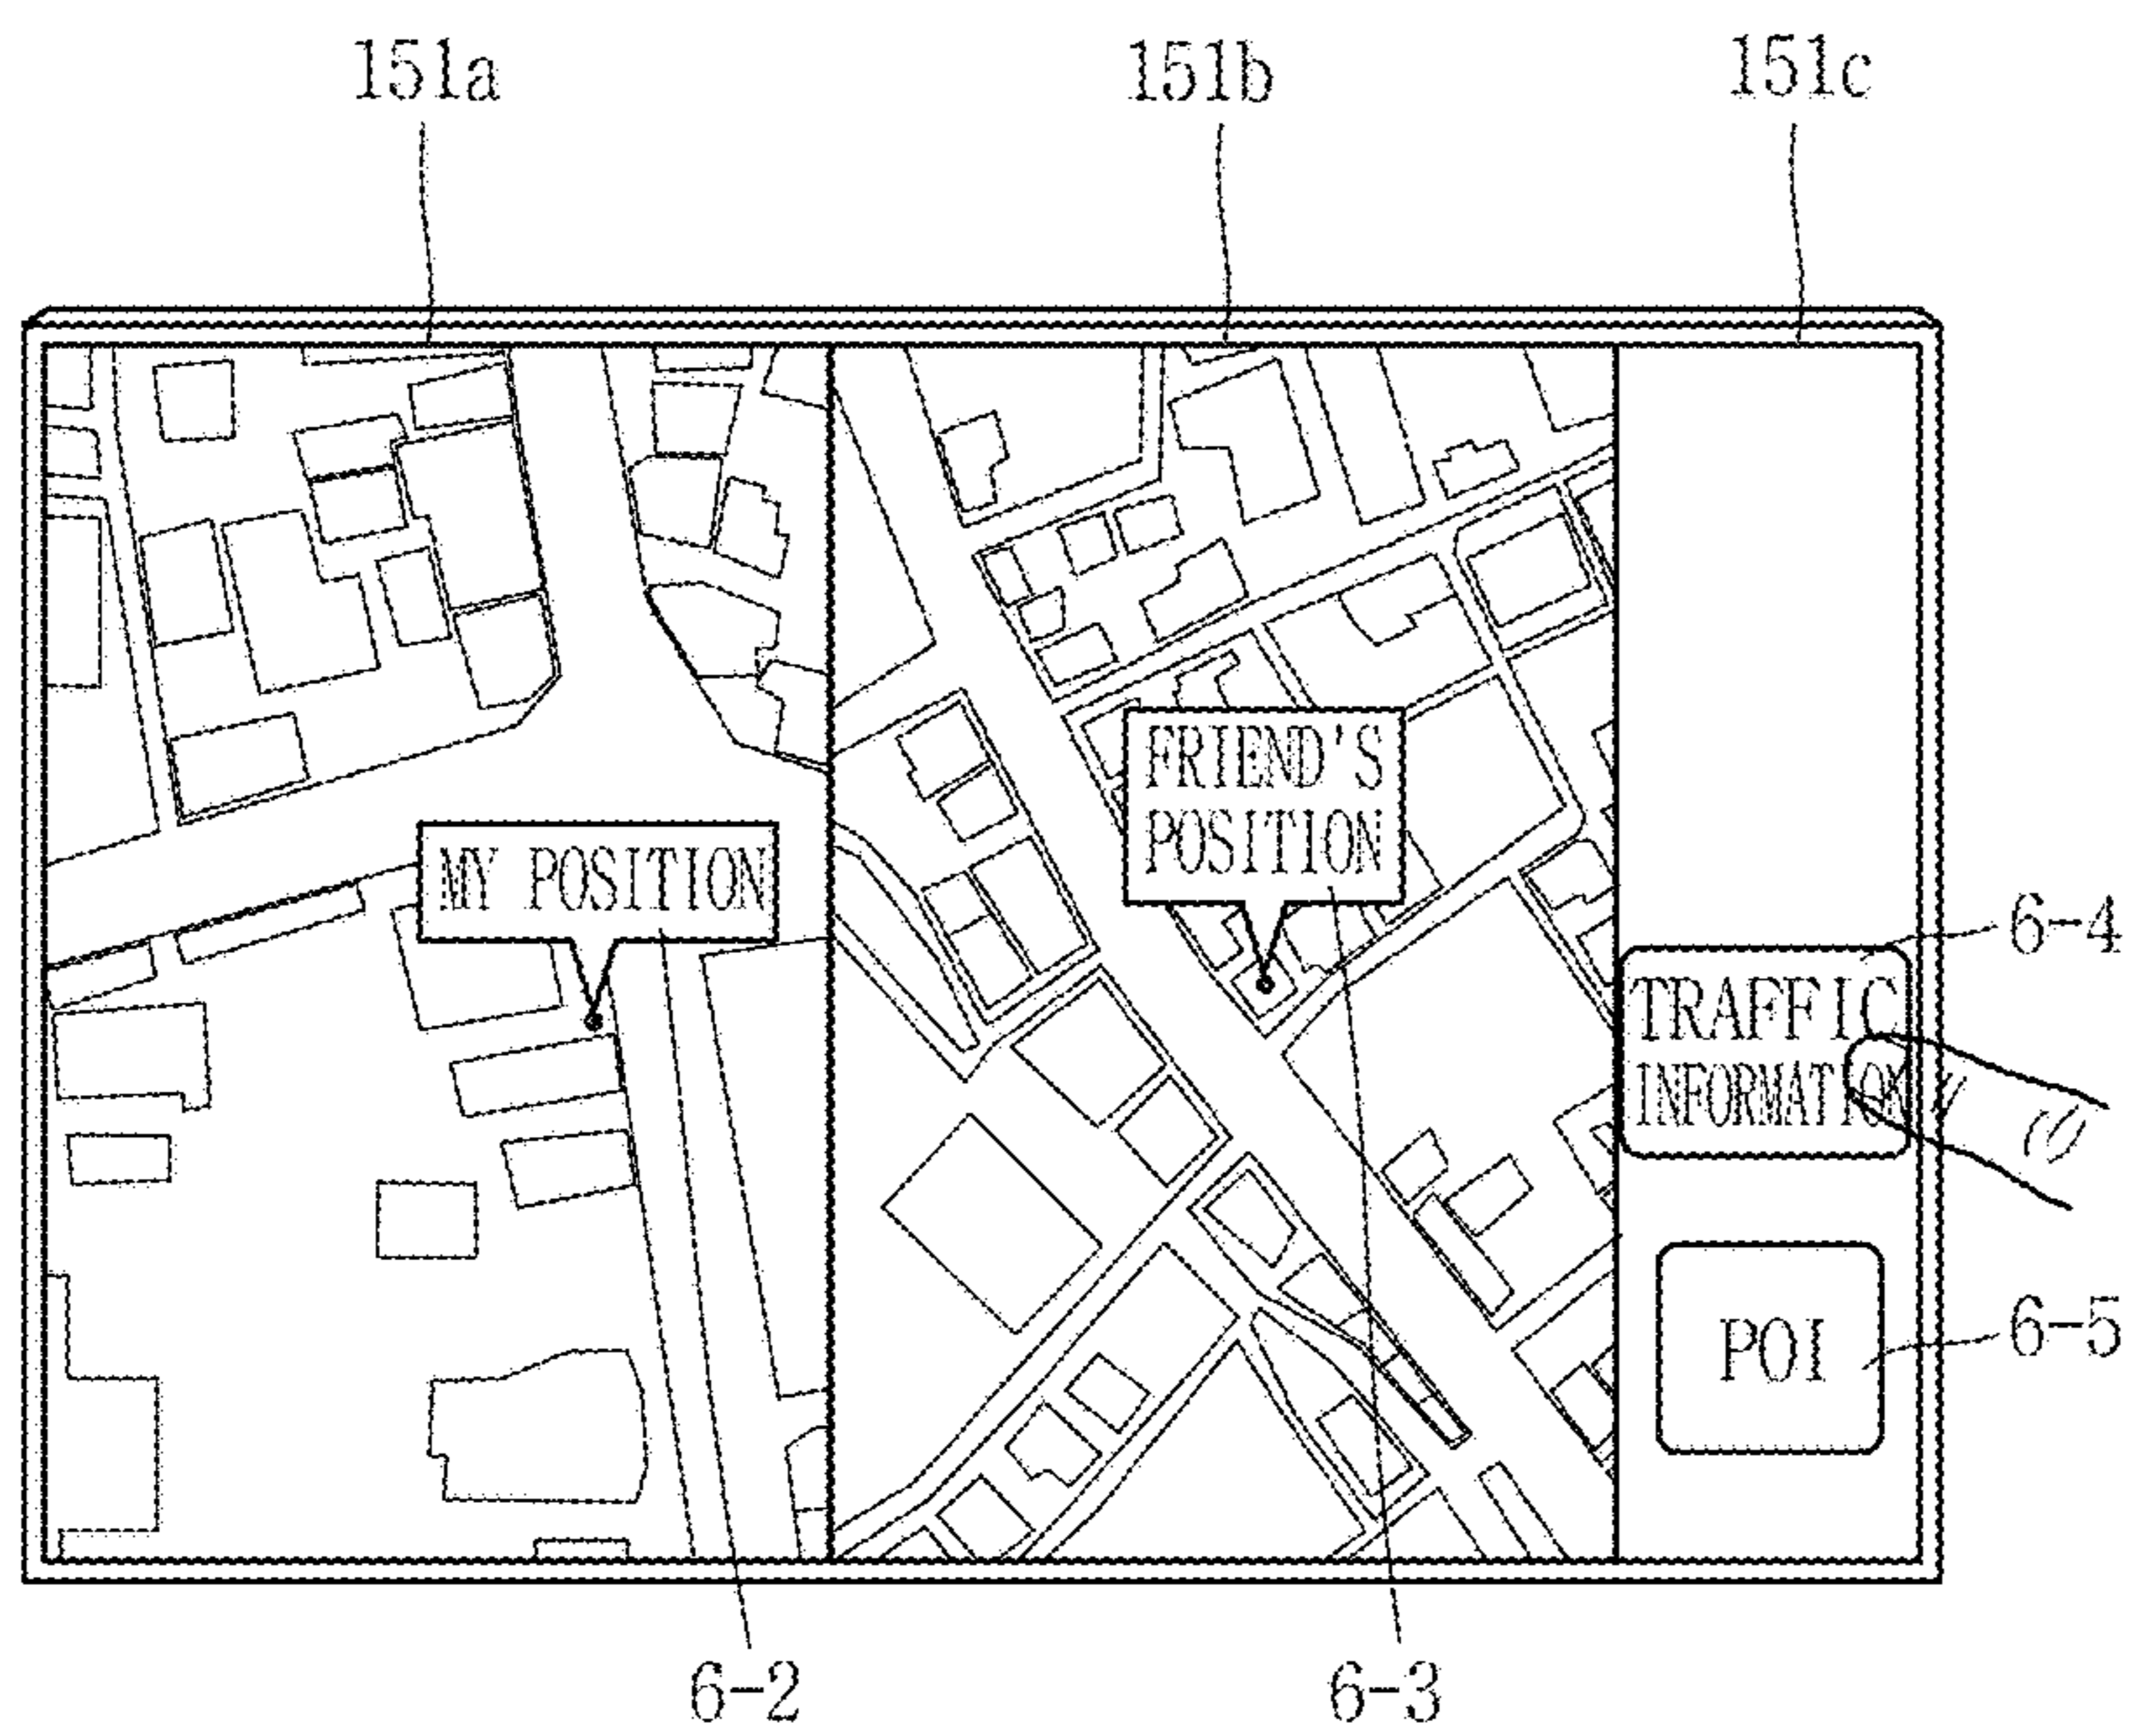 151a
151b
151c
MY POSITION
FRIEND'S
POSITION
6-4
TRAFFIC
INFORMATION
POI
6-5
6-2
6-3